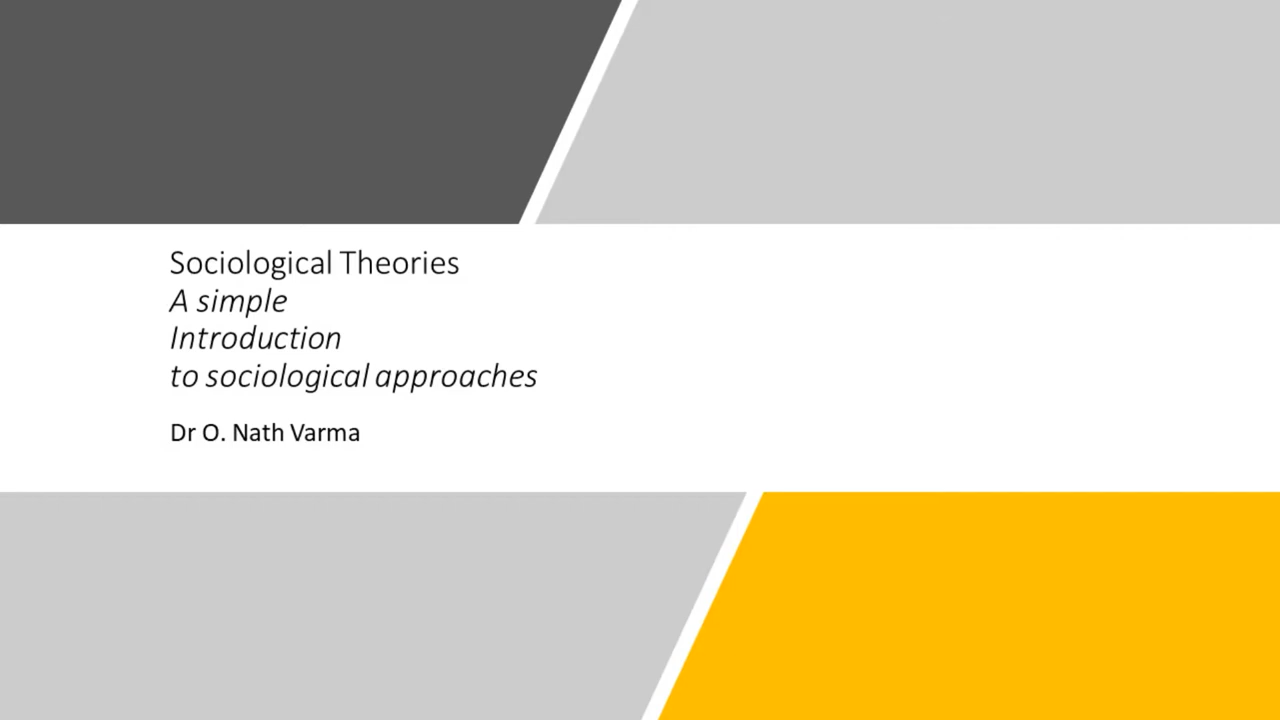 Sociological Theories
A simple
Introduction
to sociological approaches
Dr O. Nath Varma